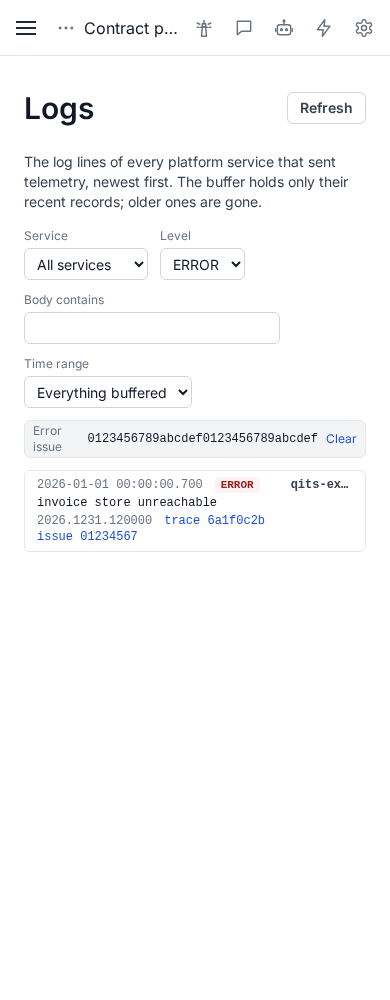 Contract p…
Logs
Refresh
The log lines of every platform service that sent
telemetry, newest first. The buffer holds only their
recent records; older ones are gone.
Service
Level
All services
ERROR
Body contains
Time range
Everything buffered
Error
issue
0123456789abcdef0123456789abcdef
Clear
2026-01-01 00:00:00.700 ERROR qits-ex…
invoice store unreachable
2026.1231.120000 trace 6a1f0c2b
issue 01234567